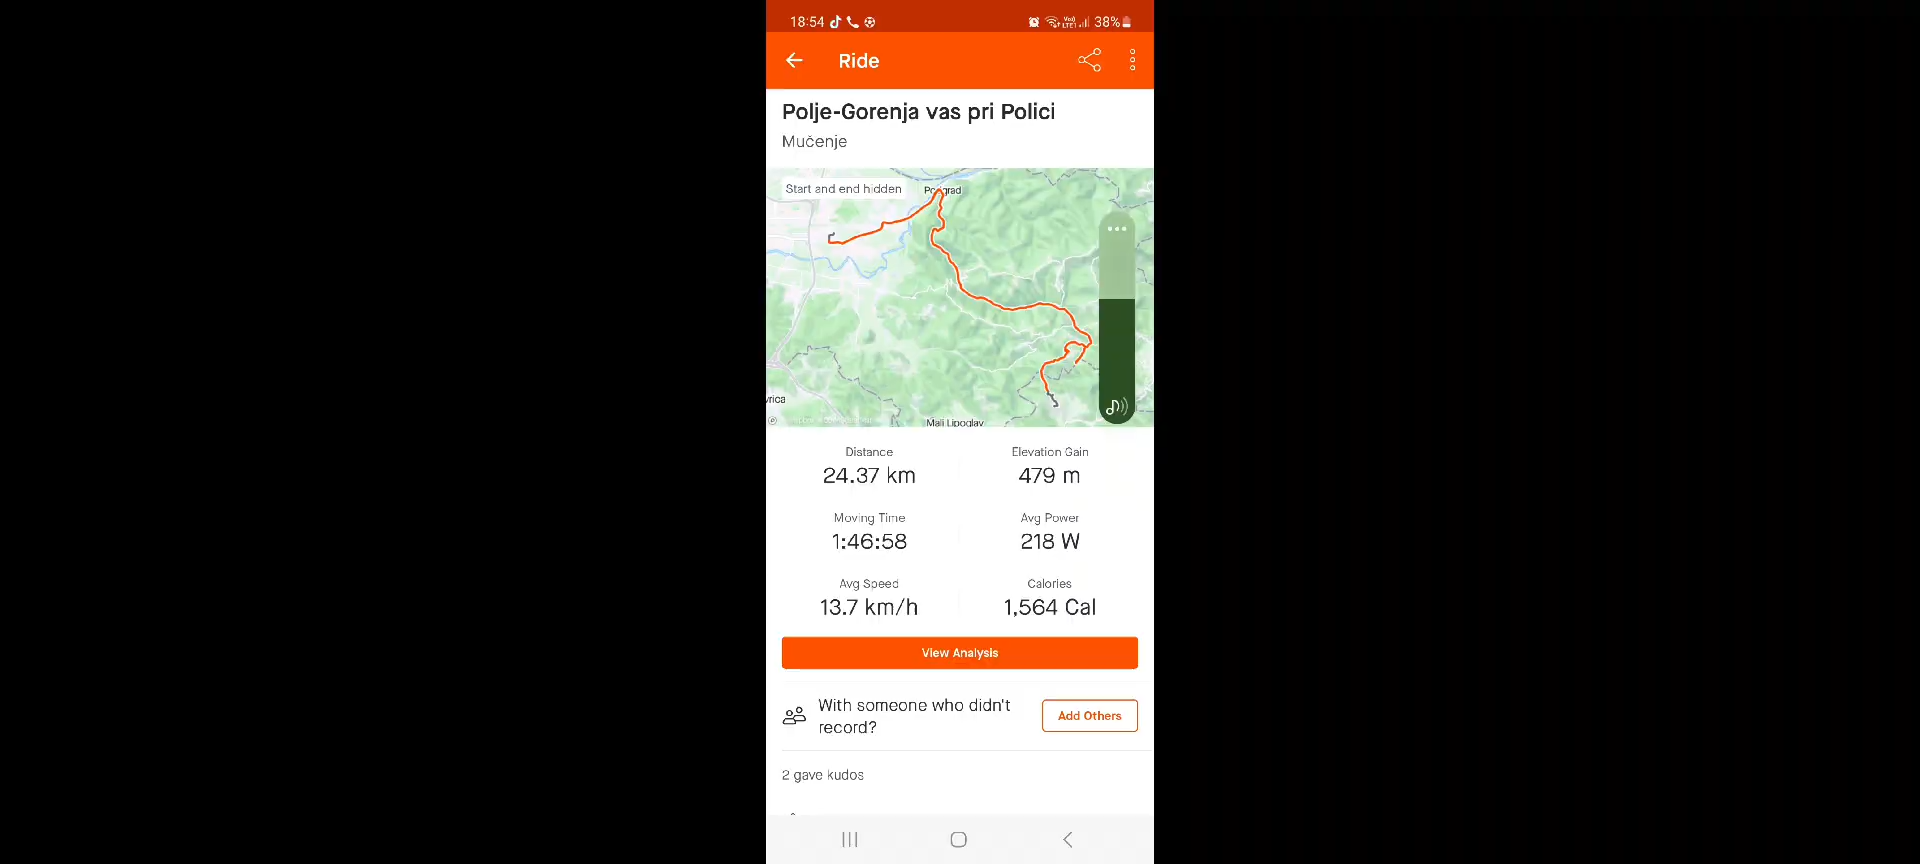 18:54 38%
Ride
Polje-Gorenja vas pri Polici
Mučenje
Start and end hidden
Podgrad
Mali Lipoglav
Distance Elevation Gain
24.37 km 479 m
Moving Time Avg Power
1:46:58 218 W
Avg Speed Calories
13.7 km/h 1,564 Cal
View Analysis
With someone who didn't
record?
Add Others
2 gave kudos